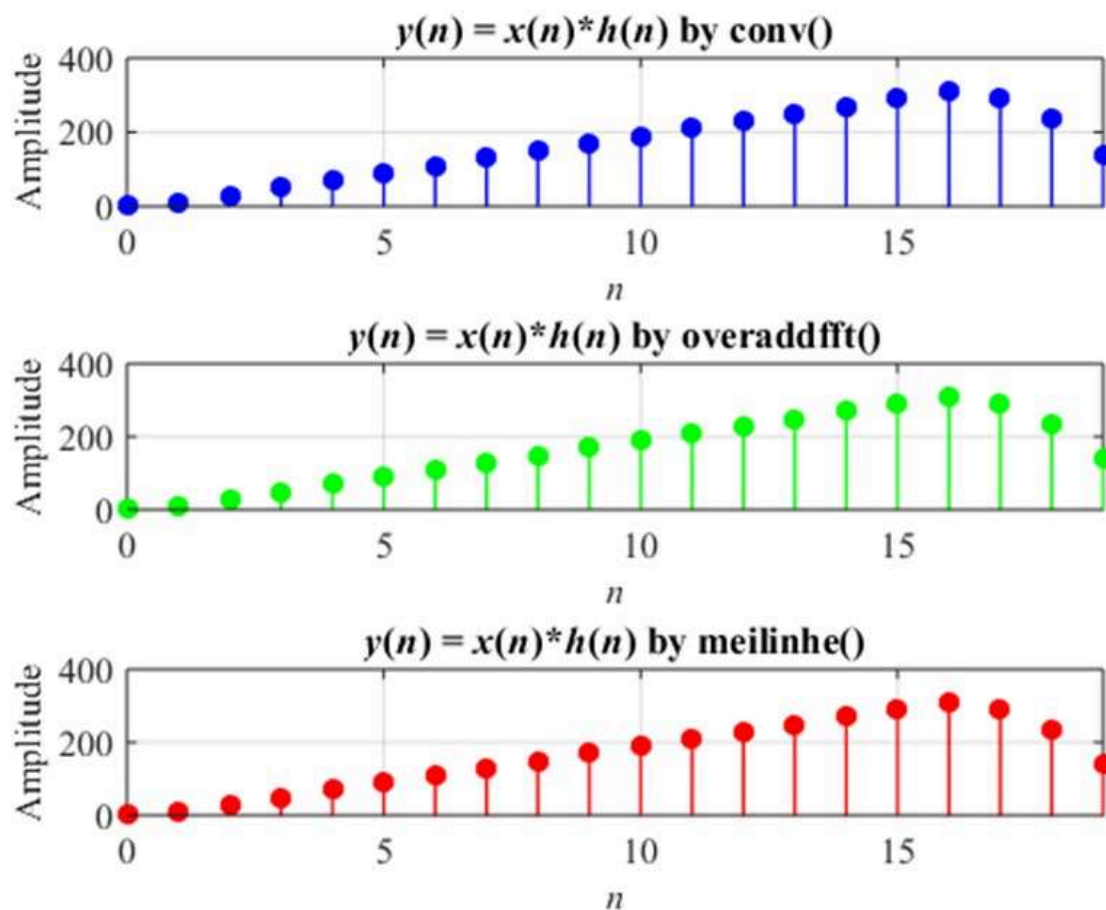 y(n) = x(n)*h(n) by conv()
400
200
0
Amplitude
0 5 10 15
n
y(n) = x(n)*h(n) by overaddfft()
400
200
0
Amplitude
0 5 10 15
n
y(n) = x(n)*h(n) by meilinhe()
400
200
0
Amplitude
0 5 10 15
n